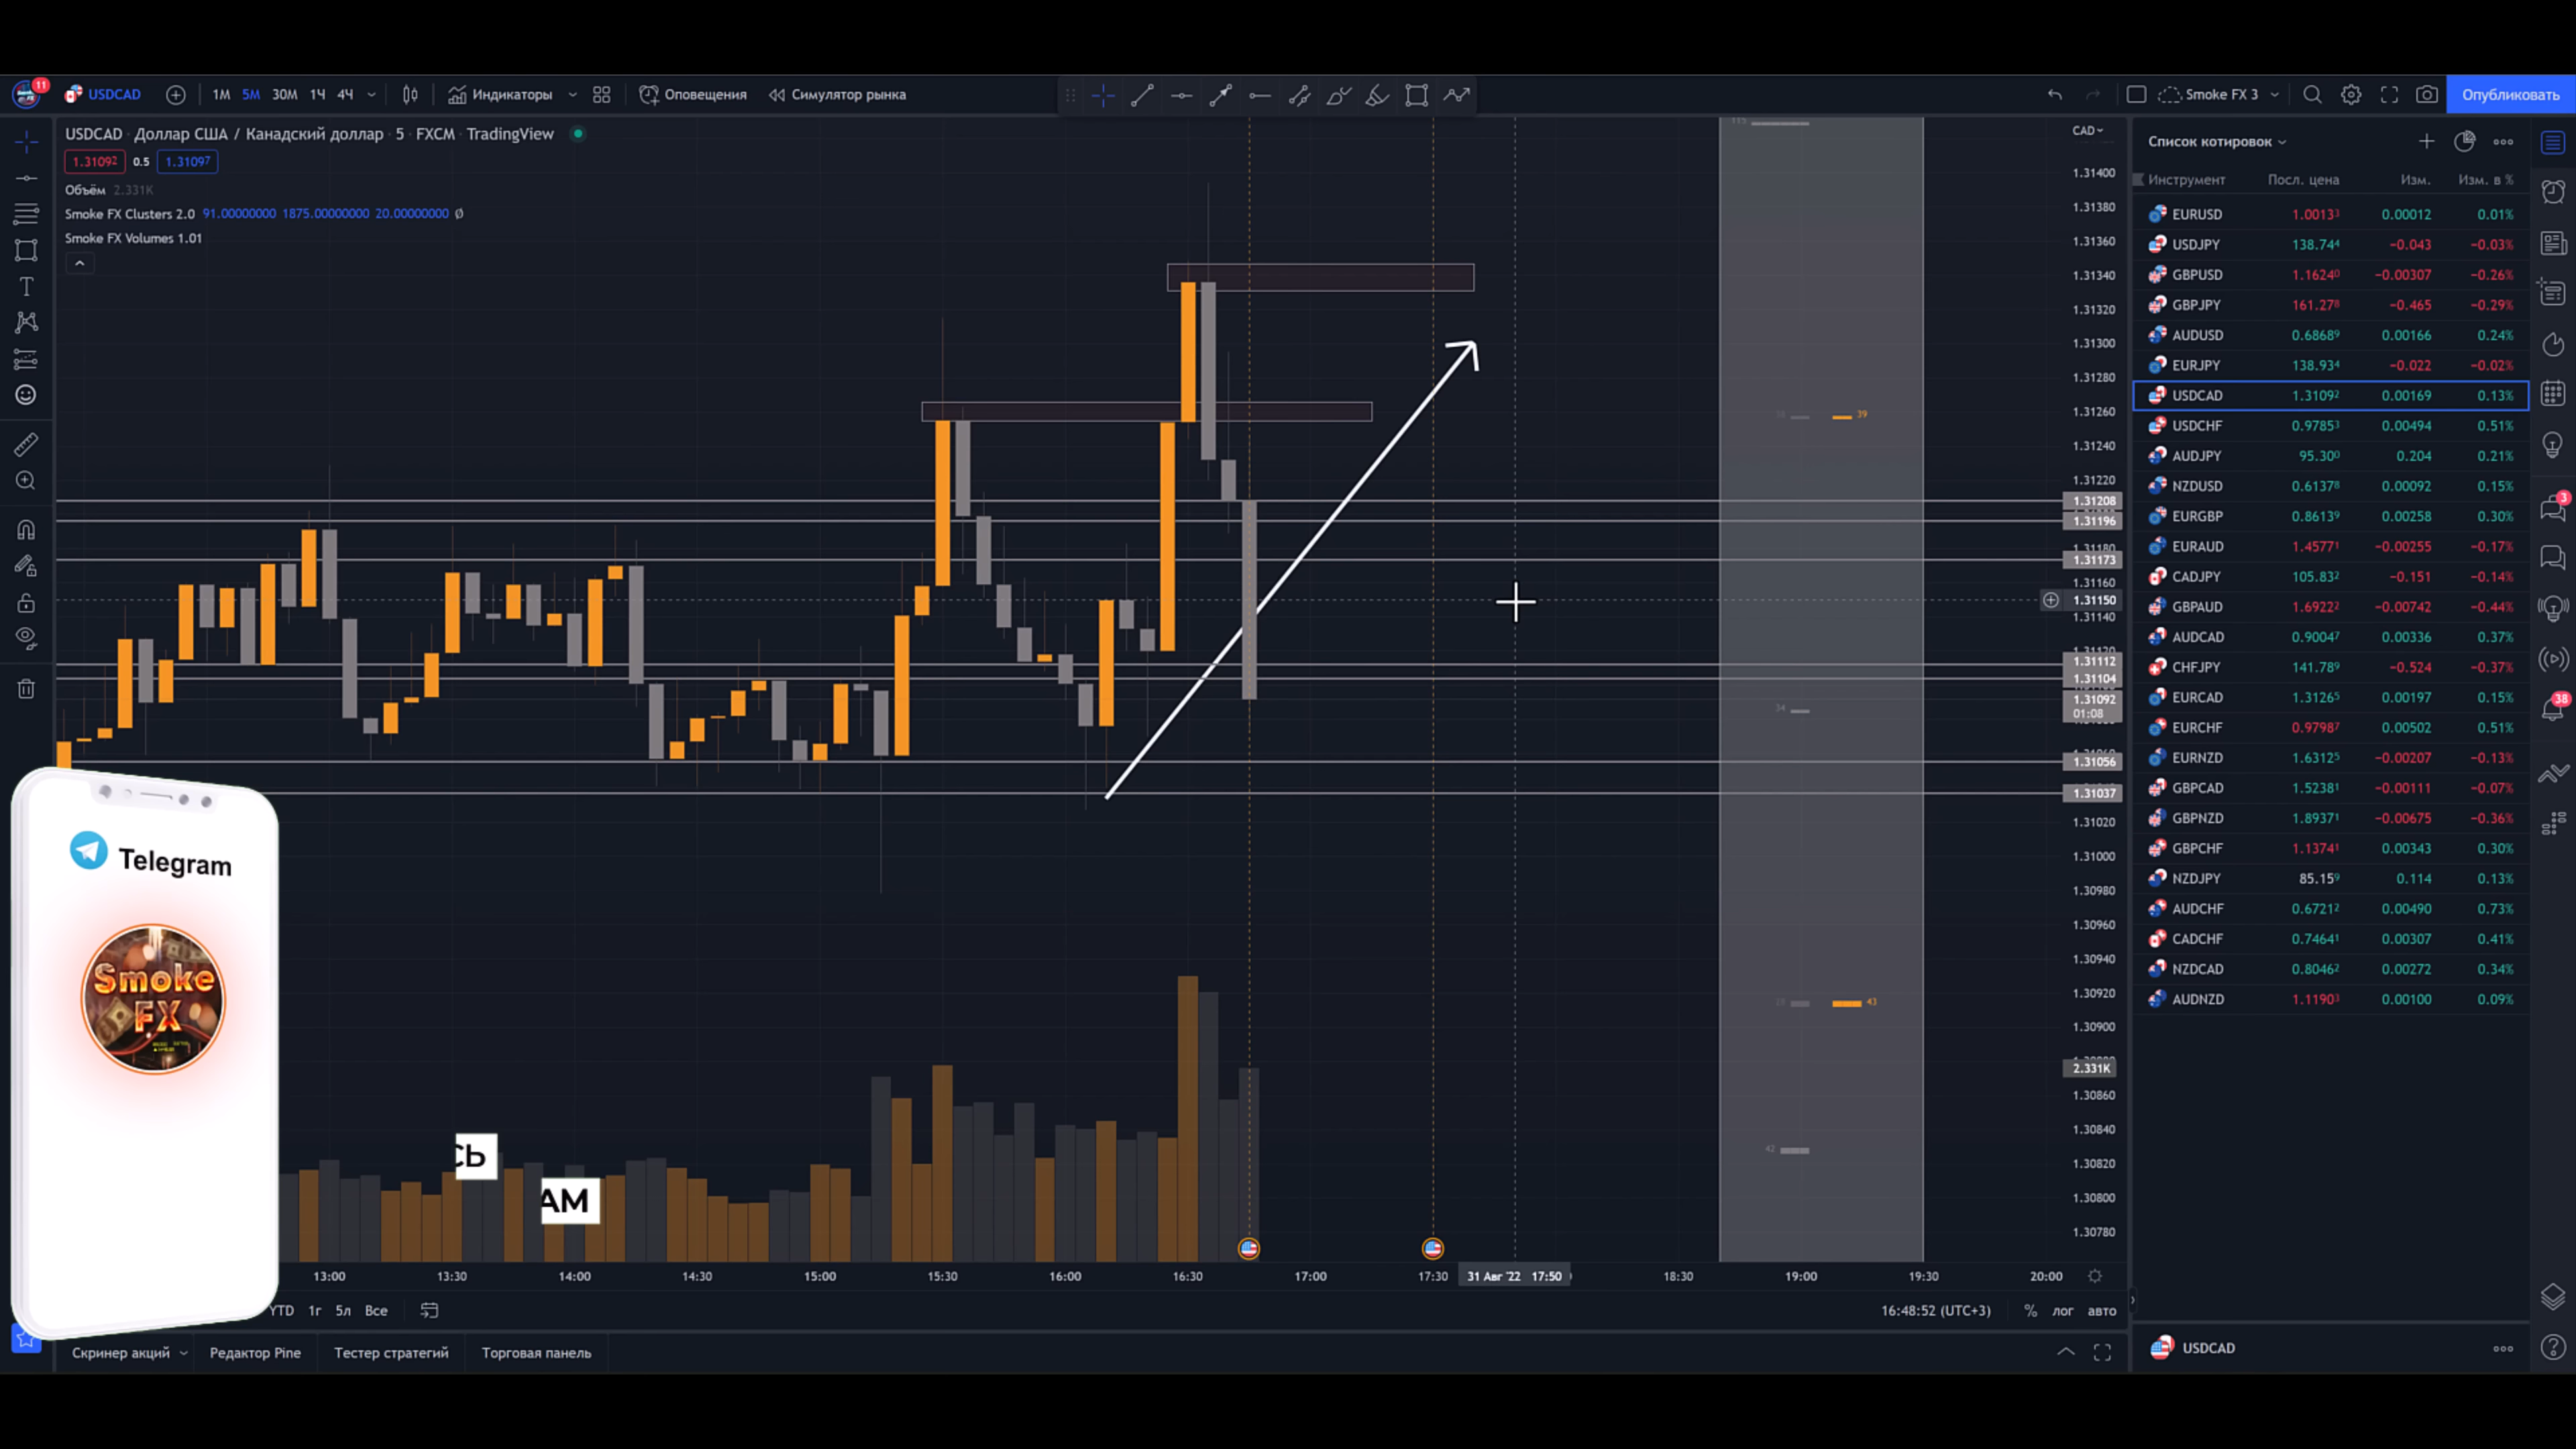 11
USDCAD
1М 5М 30М 1Ч 4Ч
Индикаторы
Оповещения
Симулятор рынка
Smoke FX 3
Опубликовать
USDCAD · Доллар США / Канадский доллар · 5 · FXCM · TradingView
1.31092 0.5 1.31097
Объём 2.331K
Smoke FX Clusters 2.0 91.00000000 1875.00000000 20.00000000 Ø
Smoke FX Volumes 1.01
CAD
1.31400
1.31380
1.31360
1.31340
1.31320
1.31300
1.31280
1.31260
1.31240
1.31220
1.31208
1.31196
1.31180
1.31173
1.31160
1.31150
1.31140
1.31112
1.31104
1.31092
01:08
1.31056
1.31037
1.31020
1.31000
1.30980
1.30960
1.30940
1.30920
1.30900
2.331K
1.30860
1.30840
1.30820
1.30800
1.30780
39
54
43
42
Telegram
Smoke
FX
СЬ
АМ
13:00 13:30 14:00 14:30 15:00 15:30 16:00 16:30 17:00 17:30 31 Авг '22 17:50 18:30 19:00 19:30 20:00
YTD 1г 5л Все
16:48:52 (UTC+3) % лог авто
Скринер акций Редактор Pine Тестер стратегий Торговая панель
Список котировок
Инструмент Посл. цена Изм. Изм. в %
EURUSD 1.00133 0.00012 0.01%
USDJPY 138.744 −0.043 −0.03%
GBPUSD 1.16240 −0.00307 −0.26%
GBPJPY 161.278 −0.465 −0.29%
AUDUSD 0.68689 0.00166 0.24%
EURJPY 138.934 −0.022 −0.02%
USDCAD 1.31092 0.00169 0.13%
USDCHF 0.97853 0.00494 0.51%
AUDJPY 95.300 0.204 0.21%
NZDUSD 0.61378 0.00092 0.15%
EURGBP 0.86139 0.00258 0.30%
EURAUD 1.45771 −0.00255 −0.17%
CADJPY 105.832 −0.151 −0.14%
GBPAUD 1.69222 −0.00742 −0.44%
AUDCAD 0.90047 0.00336 0.37%
CHFJPY 141.789 −0.524 −0.37%
EURCAD 1.31265 0.00197 0.15%
EURCHF 0.97987 0.00502 0.51%
EURNZD 1.63125 −0.00207 −0.13%
GBPCAD 1.52381 −0.00111 −0.07%
GBPNZD 1.89371 −0.00675 −0.36%
GBPCHF 1.13741 0.00343 0.30%
NZDJPY 85.159 0.114 0.13%
AUDCHF 0.67212 0.00490 0.73%
CADCHF 0.74641 0.00307 0.41%
NZDCAD 0.80462 0.00272 0.34%
AUDNZD 1.11903 0.00100 0.09%
USDCAD
3
38